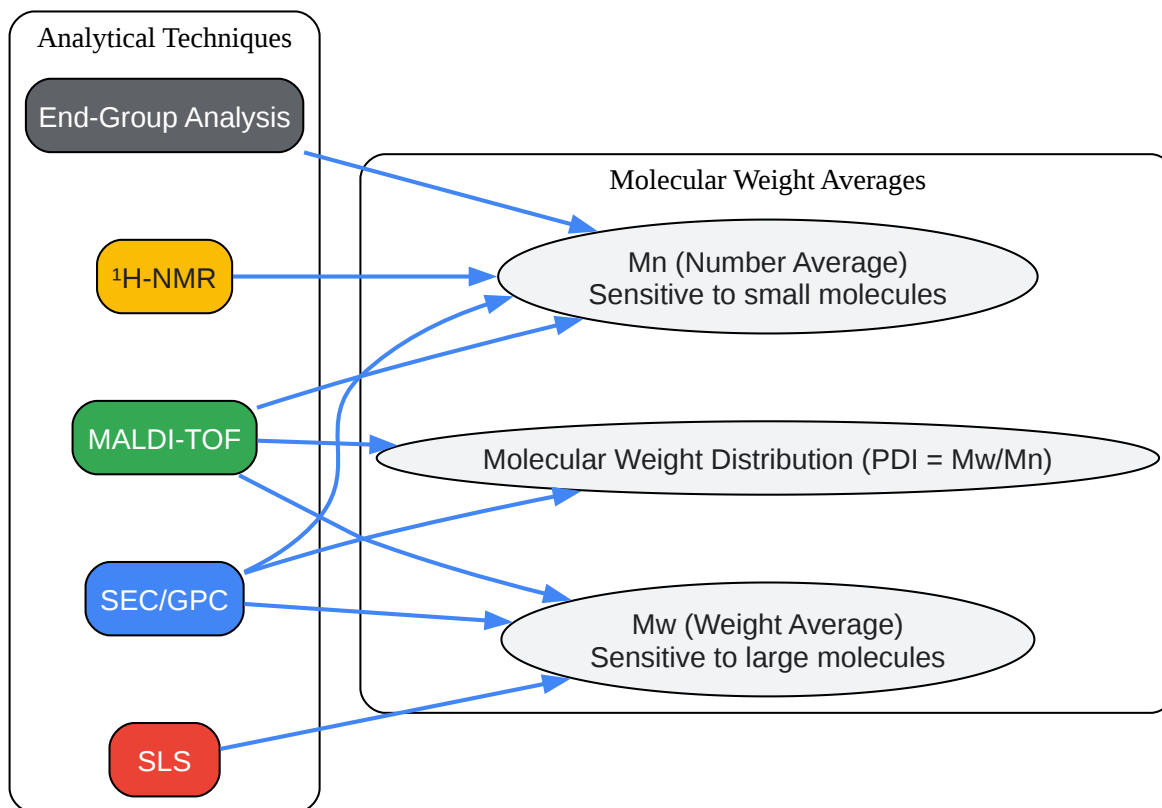 Analytical Techniques
End-Group Analysis
¹H-NMR
MALDI-TOF
SEC/GPC
SLS
Molecular Weight Averages
Mn (Number Average)
Sensitive to small molecules
Molecular Weight Distribution (PDI = Mw/Mn)
Mw (Weight Average)
Sensitive to large molecules